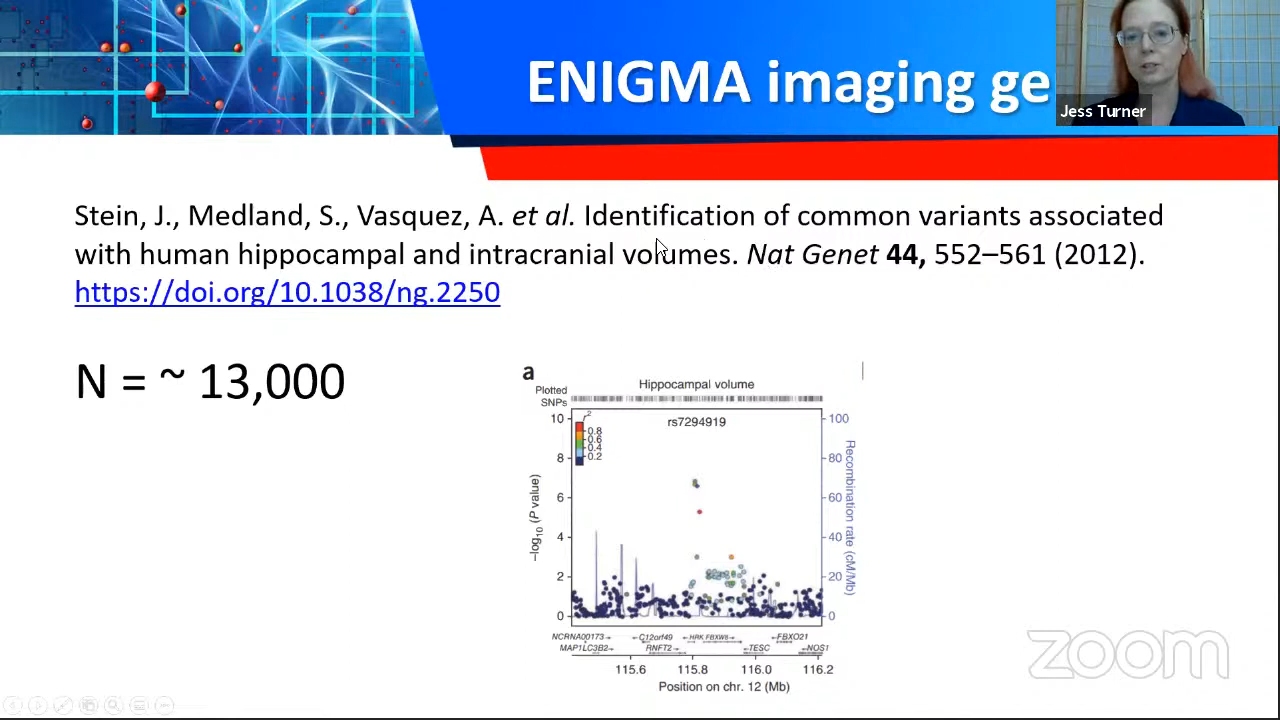 ENIGMA imaging ge
Jess Turner
Stein, J., Medland, S., Vasquez, A. et al. Identification of common variants associated
with human hippocampal and intracranial volumes. Nat Genet 44, 552–561 (2012).
https://doi.org/10.1038/ng.2250
N = ~ 13,000
a
Hippocampal volume
Plotted
SNPs
rs7294919
r2
0.8
0.6
0.4
0.2
10
8
6
4
2
0
–log10 (P value)
100
80
60
40
20
0
Recombination rate (cM/Mb)
NCRNA00173→ ←C12orf49 ←HRK FBXW8→ ←FBXO21
MAP1LC3B2→ RNFT2→ ←TESC ←NOS1
115.6 115.8 116.0 116.2
Position on chr. 12 (Mb)
zoom